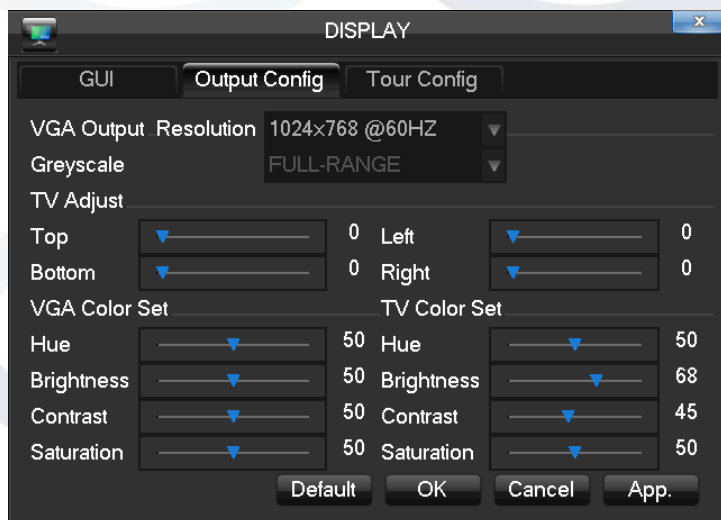 DISPLAY x
GUI Output Config Tour Config
VGA Output Resolution 1024×768 @60HZ
Greyscale FULL-RANGE
TV Adjust
Top 0 Left 0
Bottom 0 Right 0
VGA Color Set TV Color Set
Hue 50 Hue 50
Brightness 50 Brightness 68
Contrast 50 Contrast 45
Saturation 50 Saturation 50
Default OK Cancel App.